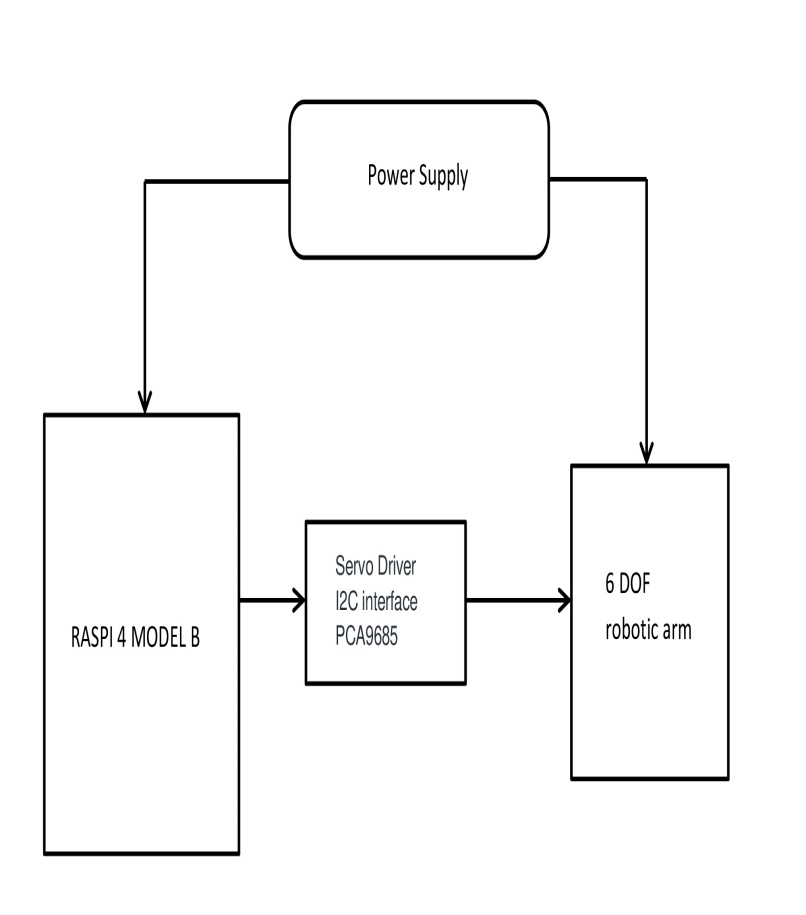 Power Supply
RASPI 4 MODEL B
Servo Driver
I2C interface
PCA9685
6 DOF
robotic arm